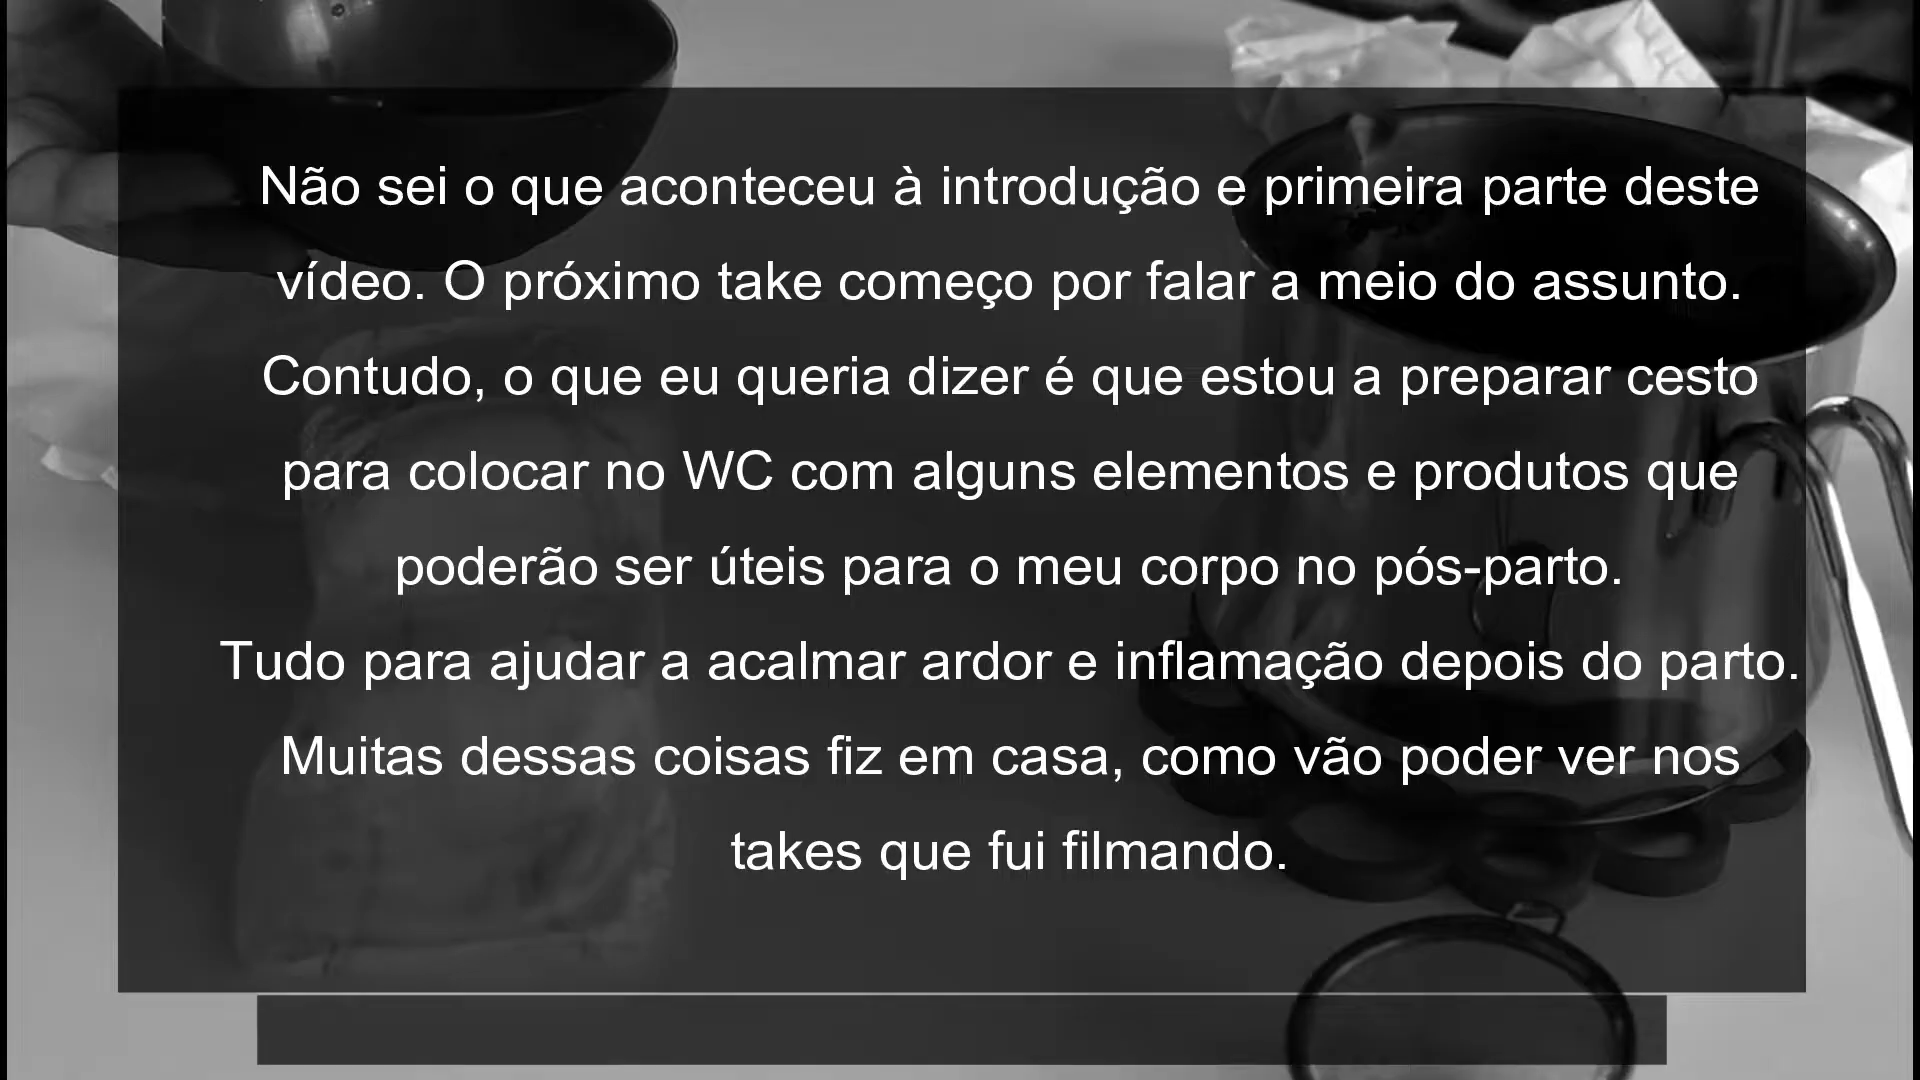 Não sei o que aconteceu à introdução e primeira parte deste
vídeo. O próximo take começo por falar a meio do assunto.
Contudo, o que eu queria dizer é que estou a preparar cesto
para colocar no WC com alguns elementos e produtos que
poderão ser úteis para o meu corpo no pós-parto.
Tudo para ajudar a acalmar ardor e inflamação depois do parto.
Muitas dessas coisas fiz em casa, como vão poder ver nos
takes que fui filmando.